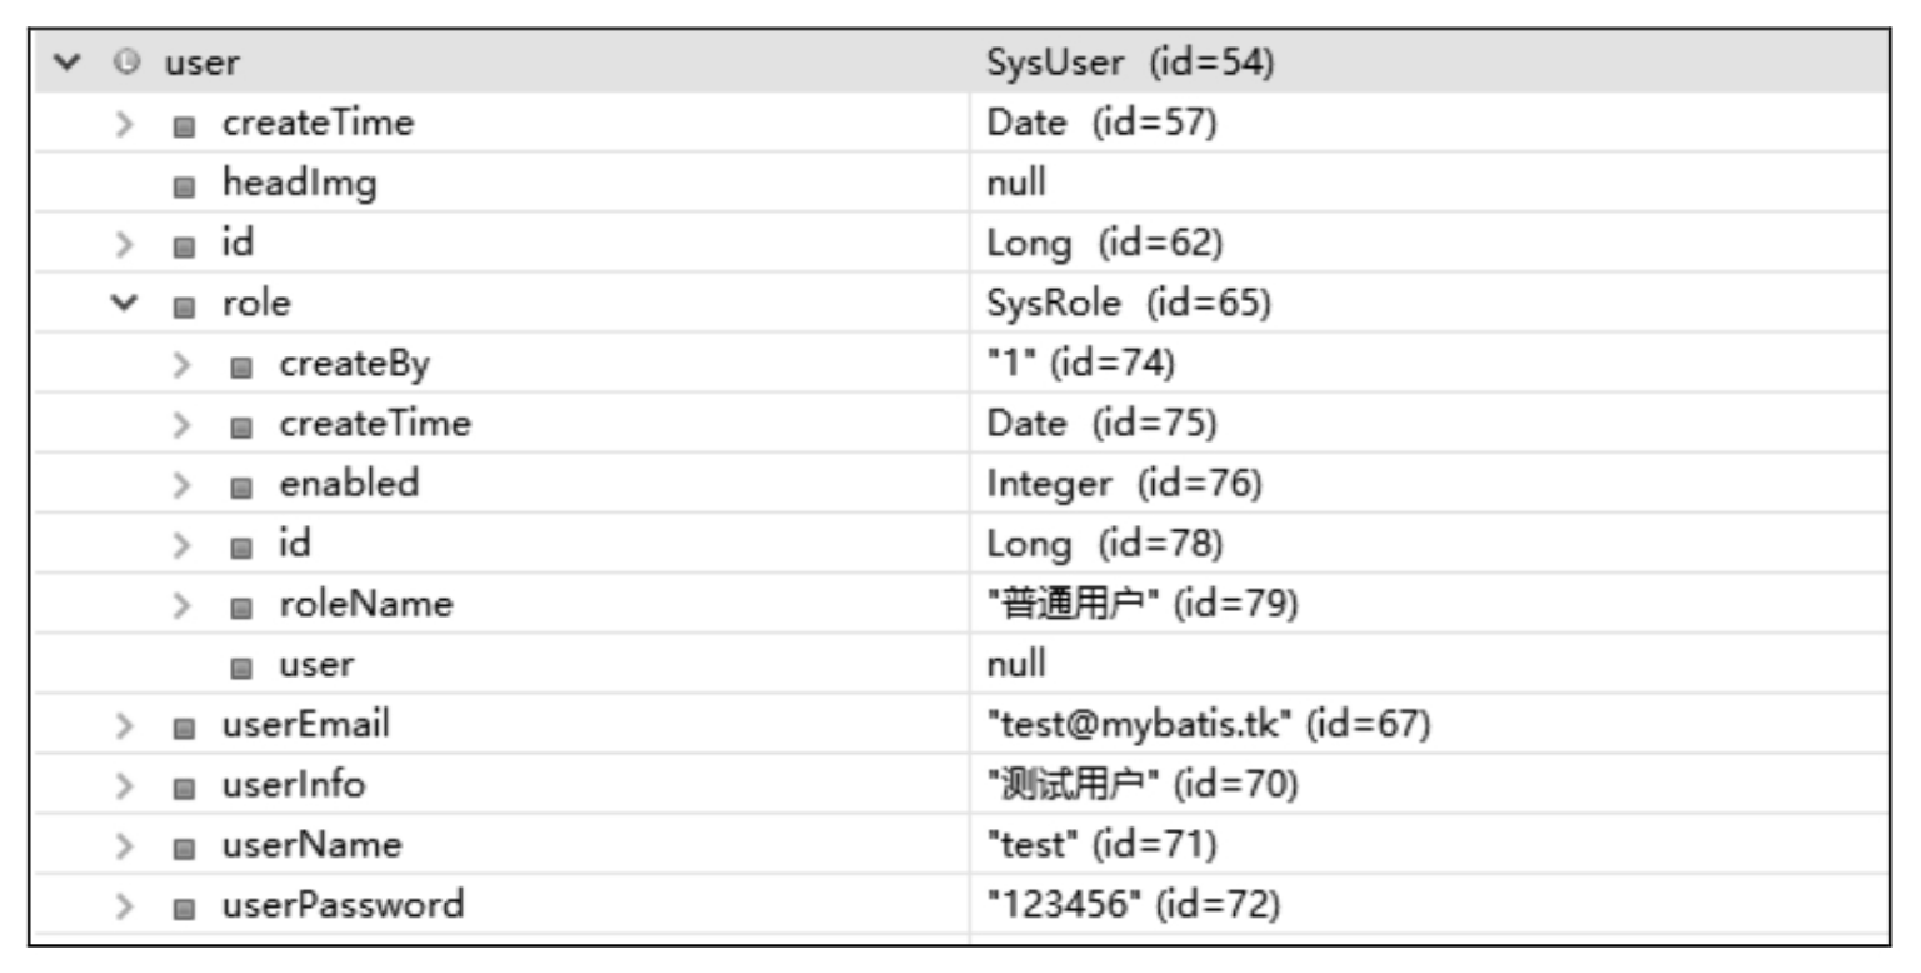 user SysUser (id=54)
createTime Date (id=57)
headImg null
id Long (id=62)
role SysRole (id=65)
createBy "1" (id=74)
createTime Date (id=75)
enabled Integer (id=76)
id Long (id=78)
roleName "普通用户" (id=79)
user null
userEmail "test@mybatis.tk" (id=67)
userInfo "测试用户" (id=70)
userName "test" (id=71)
userPassword "123456" (id=72)